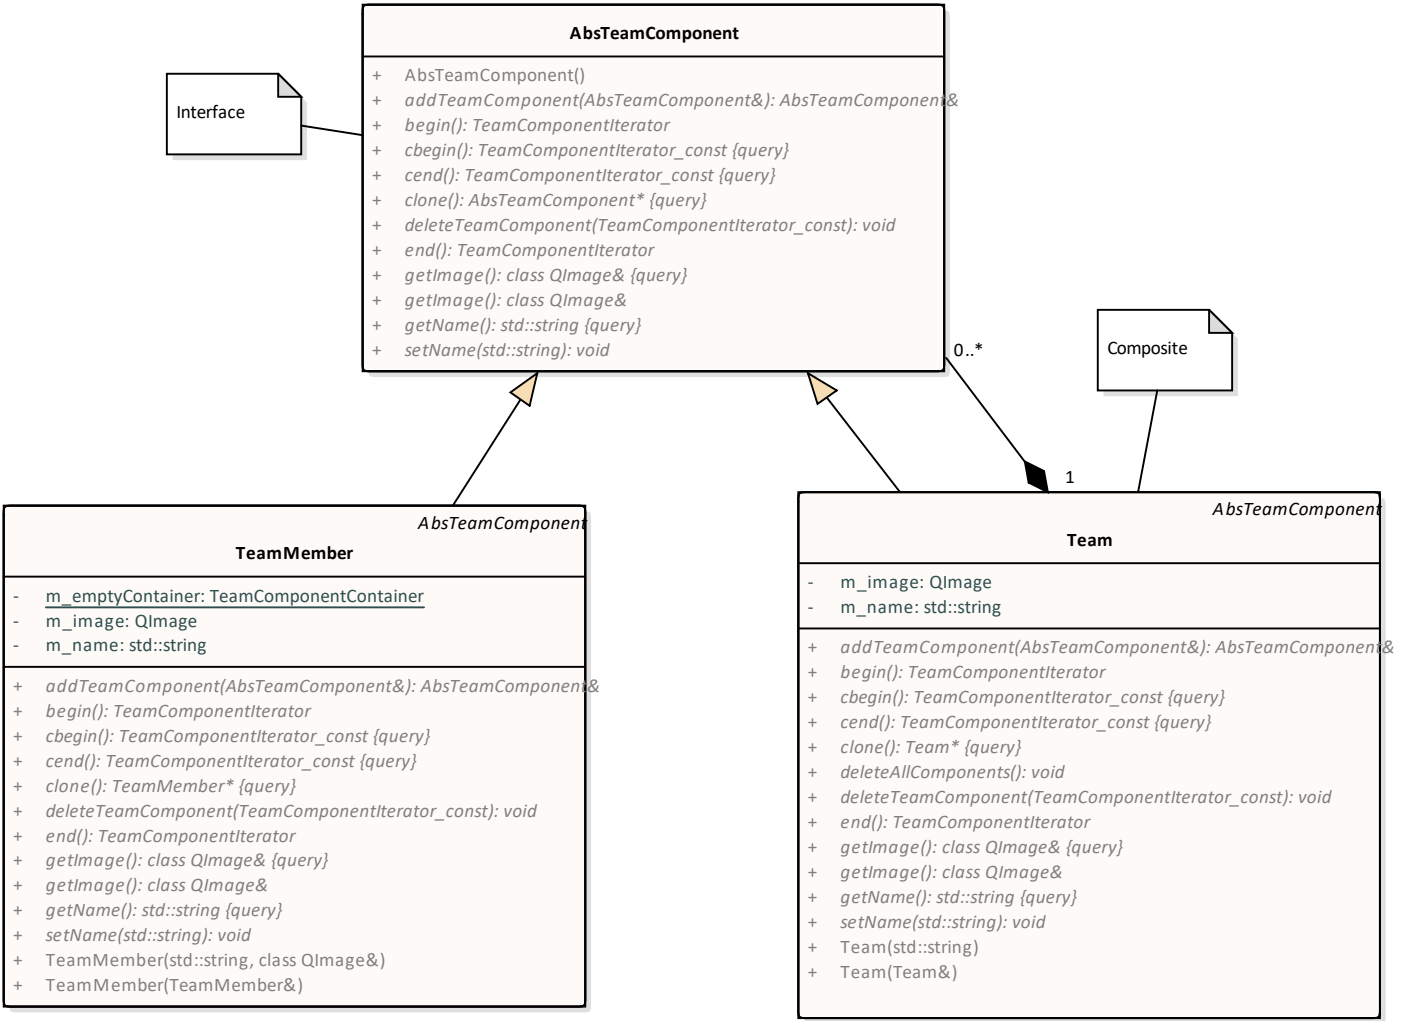 AbsTeamComponent
+ AbsTeamComponent()
+ addTeamComponent(AbsTeamComponent&): AbsTeamComponent&
+ begin(): TeamComponentIterator
+ cbegin(): TeamComponentIterator_const {query}
+ cend(): TeamComponentIterator_const {query}
+ clone(): AbsTeamComponent* {query}
+ deleteTeamComponent(TeamComponentIterator_const): void
+ end(): TeamComponentIterator
+ getImage(): class QImage& {query}
+ getImage(): class QImage&
+ getName(): std::string {query}
+ setName(std::string): void
Interface
0..*
Composite
1
AbsTeamComponent
TeamMember
- m_emptyContainer: TeamComponentContainer
- m_image: QImage
- m_name: std::string
+ addTeamComponent(AbsTeamComponent&): AbsTeamComponent&
+ begin(): TeamComponentIterator
+ cbegin(): TeamComponentIterator_const {query}
+ cend(): TeamComponentIterator_const {query}
+ clone(): TeamMember* {query}
+ deleteTeamComponent(TeamComponentIterator_const): void
+ end(): TeamComponentIterator
+ getImage(): class QImage& {query}
+ getImage(): class QImage&
+ getName(): std::string {query}
+ setName(std::string): void
+ TeamMember(std::string, class QImage&)
+ TeamMember(TeamMember&)
AbsTeamComponent
Team
- m_image: QImage
- m_name: std::string
+ addTeamComponent(AbsTeamComponent&): AbsTeamComponent&
+ begin(): TeamComponentIterator
+ cbegin(): TeamComponentIterator_const {query}
+ cend(): TeamComponentIterator_const {query}
+ clone(): Team* {query}
+ deleteAllComponents(): void
+ deleteTeamComponent(TeamComponentIterator_const): void
+ end(): TeamComponentIterator
+ getImage(): class QImage& {query}
+ getImage(): class QImage&
+ getName(): std::string {query}
+ setName(std::string): void
+ Team(std::string)
+ Team(Team&)